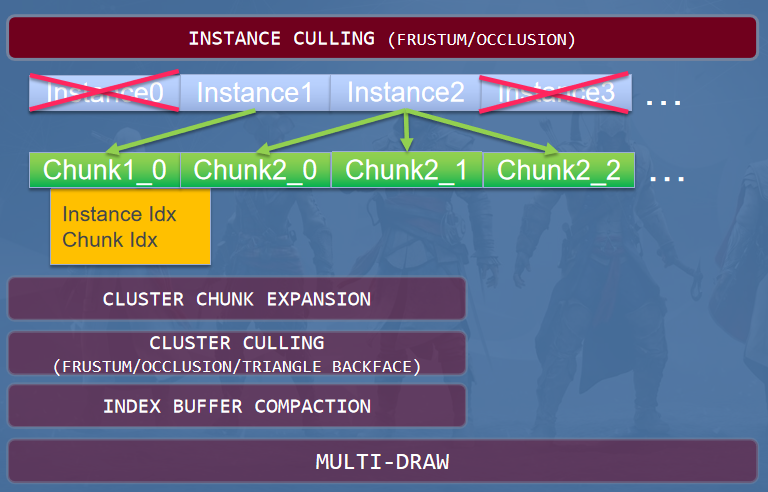 INSTANCE CULLING (FRUSTUM/OCCLUSION)
Instance0 Instance1 Instance2 Instance3 ...
Chunk1_0 Chunk2_0 Chunk2_1 Chunk2_2 ...
Instance Idx
Chunk Idx
CLUSTER CHUNK EXPANSION
CLUSTER CULLING
(FRUSTUM/OCCLUSION/TRIANGLE BACKFACE)
INDEX BUFFER COMPACTION
MULTI-DRAW